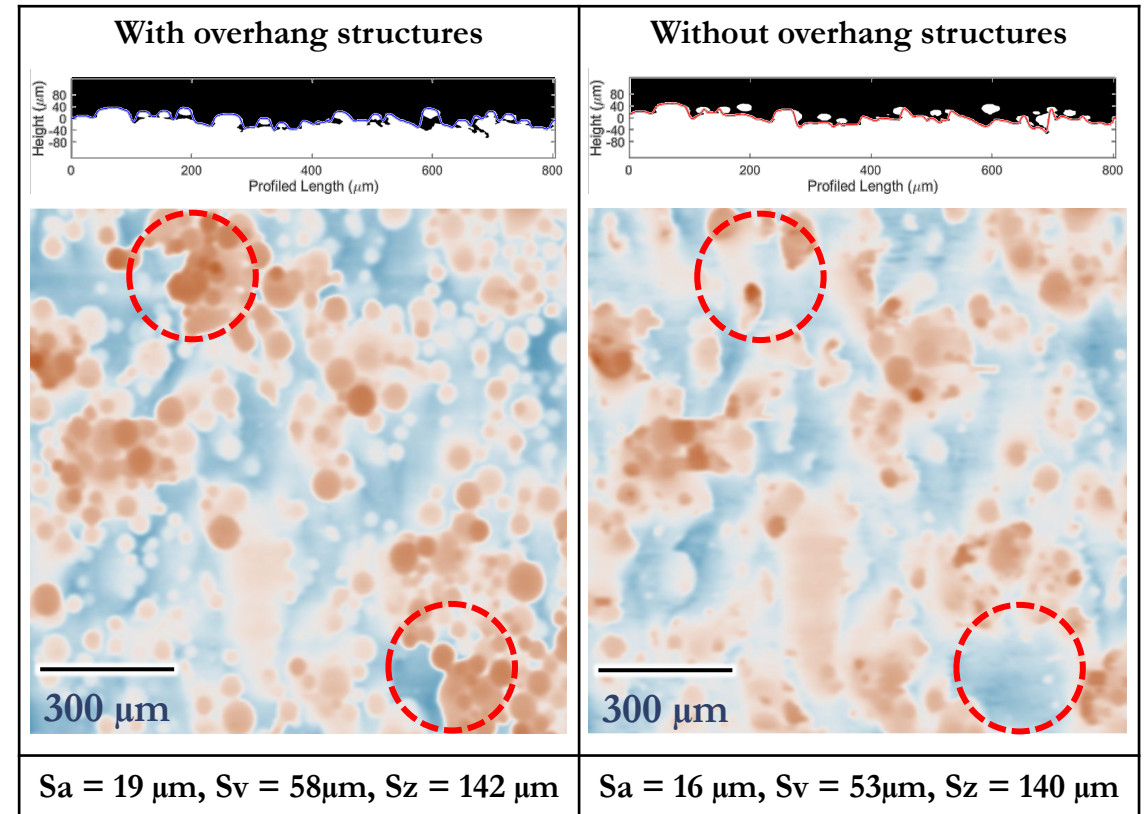 With overhang structures
Height (μm)
80
40
0
-40
-80
0
200
400
600
800
Profiled Length (μm)
300 μm
Sa = 19 μm, Sv = 58μm, Sz = 142 μm
Without overhang structures
Height (μm)
80
40
0
-40
-80
0
200
400
600
800
Profiled Length (μm)
300 μm
Sa = 16 μm, Sv = 53μm, Sz = 140 μm